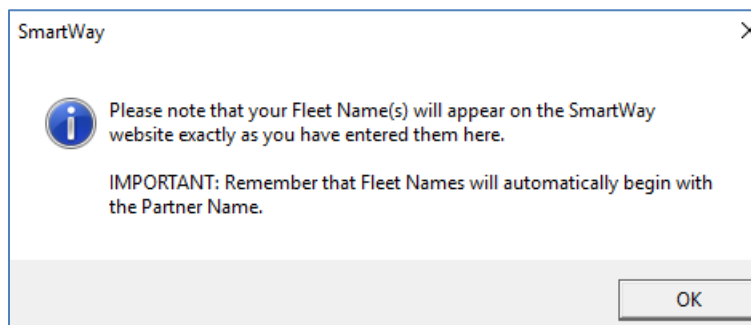 SmartWay
Please note that your Fleet Name(s) will appear on the SmartWay
website exactly as you have entered them here.
IMPORTANT: Remember that Fleet Names will automatically begin with
the Partner Name.
OK